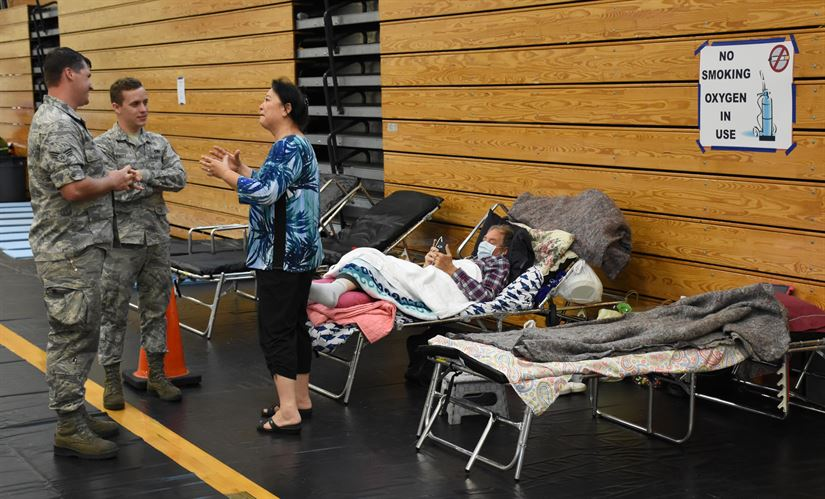 NO
SMOKING
OXYGEN
IN
USE